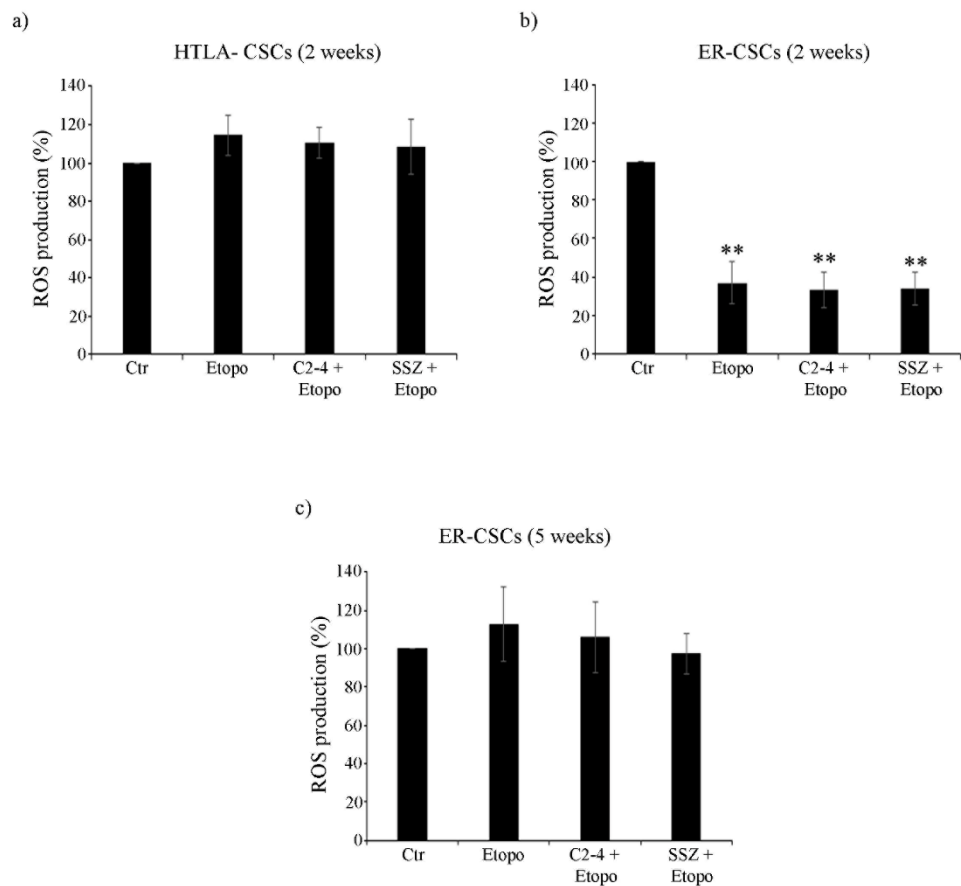 a)
HTLA- CSCs (2 weeks)
ROS production (%)
140
120
100
80
60
40
20
0
Ctr
Etopo
C2-4 +
Etopo
SSZ +
Etopo
b)
ER-CSCs (2 weeks)
ROS production (%)
140
120
100
80
60
40
20
0
**
**
**
Ctr
Etopo
C2-4 +
Etopo
SSZ +
Etopo
c)
ER-CSCs (5 weeks)
ROS production (%)
140
120
100
80
60
40
20
0
Ctr
Etopo
C2-4 +
Etopo
SSZ +
Etopo